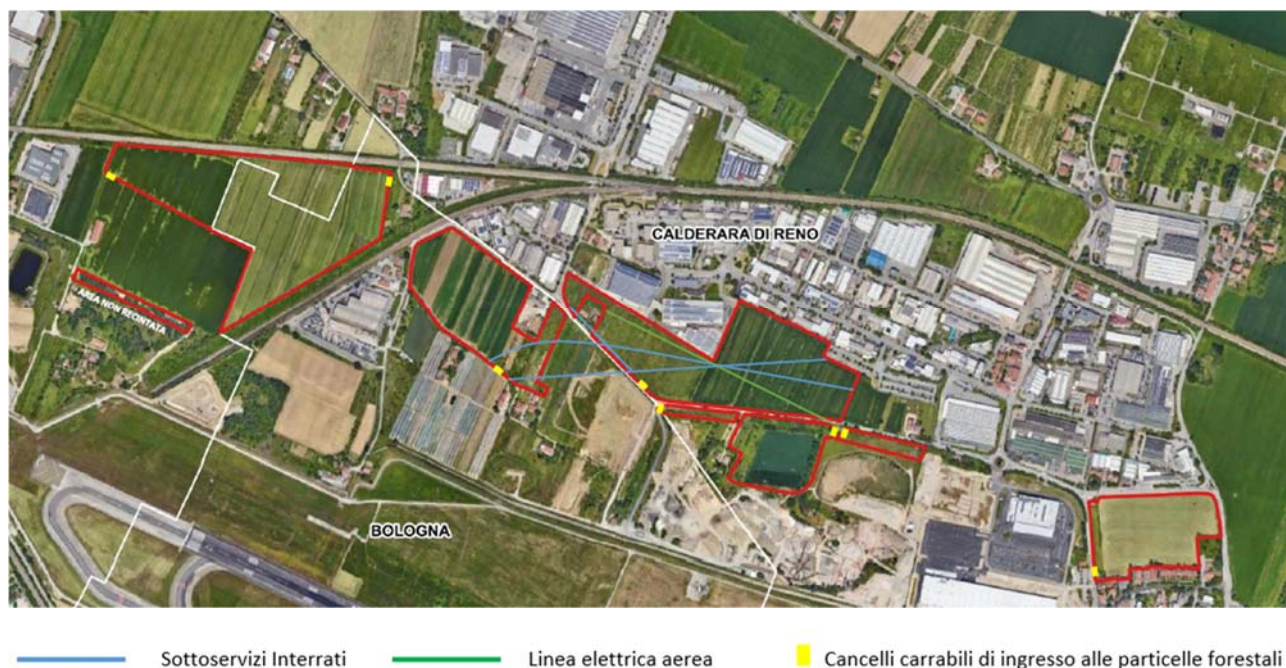 CALDERARA DI RENO
AREA NON RECINTATA
BOLOGNA
Sottoservizi Interrati
Linea elettrica aerea
Cancelli carrabili di ingresso alle particelle forestali